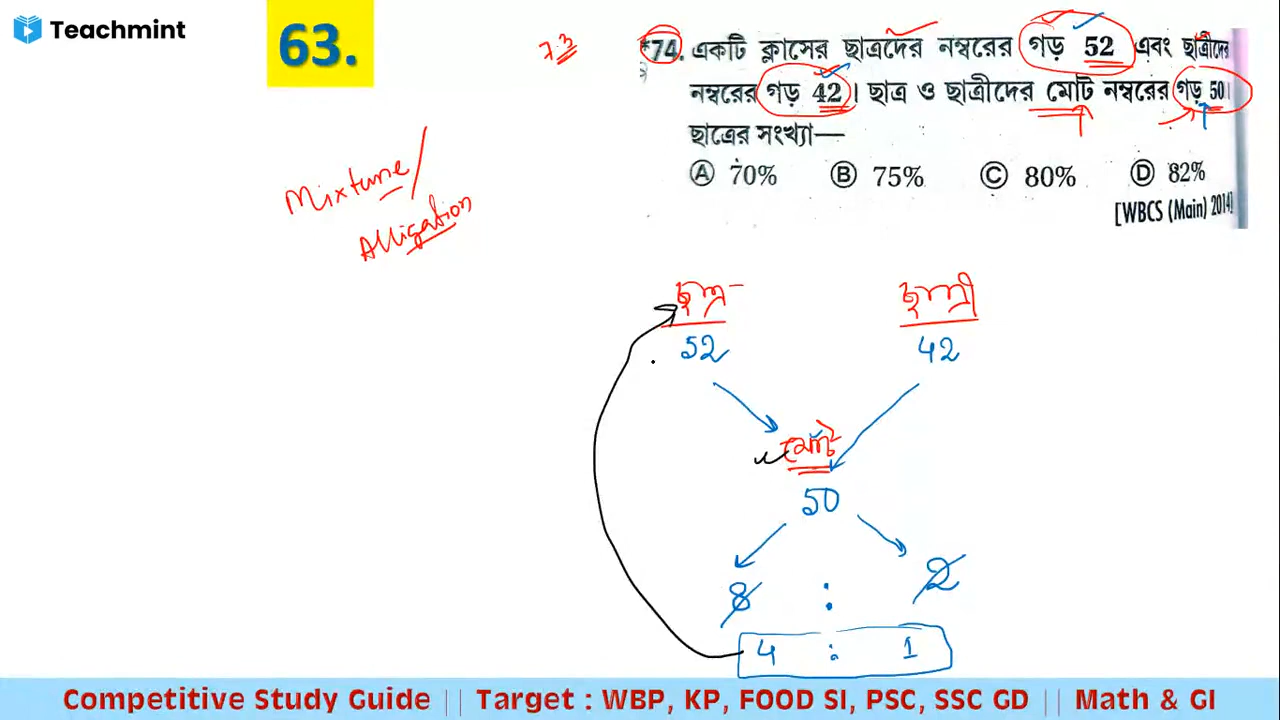 Teachmint
63.
7.3
*74. একটি ক্লাসের ছাত্রদের নম্বরের গড় 52 এবং ছাত্রীদের
নম্বরের গড় 42। ছাত্র ও ছাত্রীদের মোট নম্বরের গড় 50।
ছাত্রের সংখ্যা—
Ⓐ 70% Ⓑ 75% Ⓒ 80% Ⓓ 82%
[WBCS (Main) 2014]
Mixture/
Alligation
ছাত্র ছাত্রী
52 42
মোট
50
8 : 2
4 : 1
Competitive Study Guide || Target : WBP, KP, FOOD SI, PSC, SSC GD || Math & GI